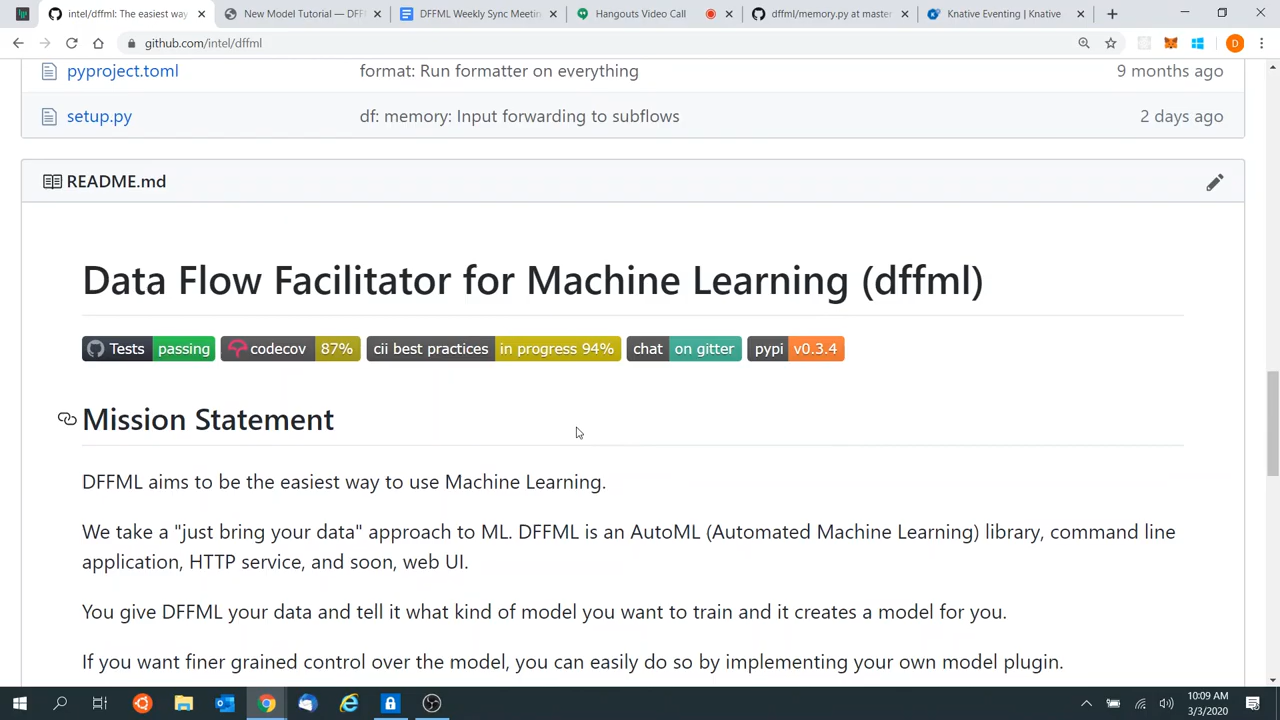 intel/dffml: The easiest way
New Model Tutorial — DFF
DFFML Weekly Sync Meetin
Hangouts Video Call
dffml/memory.py at master
Knative Eventing | Knative
github.com/intel/dffml
D
pyproject.toml format: Run formatter on everything 9 months ago
setup.py df: memory: Input forwarding to subflows 2 days ago
README.md
Data Flow Facilitator for Machine Learning (dffml)
Tests passing codecov 87% cii best practices in progress 94% chat on gitter pypi v0.3.4
Mission Statement
DFFML aims to be the easiest way to use Machine Learning.
We take a "just bring your data" approach to ML. DFFML is an AutoML (Automated Machine Learning) library, command line
application, HTTP service, and soon, web UI.
You give DFFML your data and tell it what kind of model you want to train and it creates a model for you.
If you want finer grained control over the model, you can easily do so by implementing your own model plugin.
10:09 AM
3/3/2020